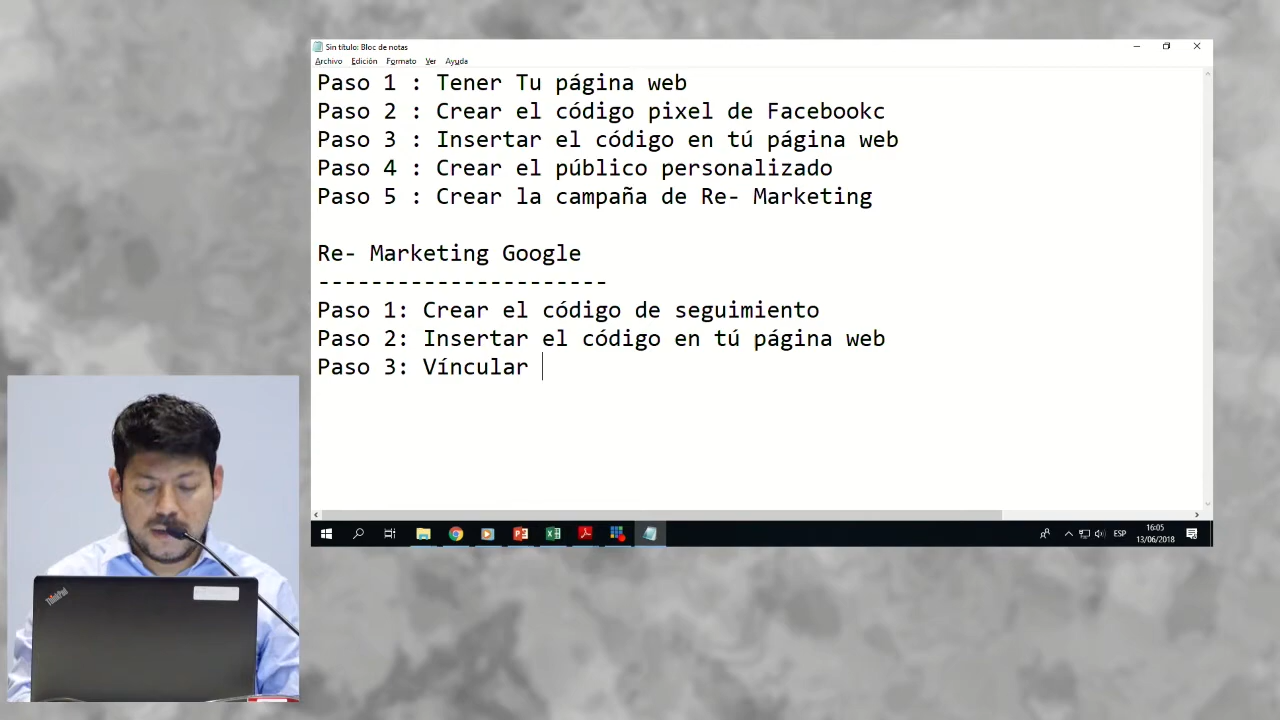 Sin título: Bloc de notas
Archivo Edición Formato Ver Ayuda
Paso 1 : Tener Tu página web
Paso 2 : Crear el código pixel de Facebookc
Paso 3 : Insertar el código en tú página web
Paso 4 : Crear el público personalizado
Paso 5 : Crear la campaña de Re- Marketing
Re- Marketing Google
----------------------
Paso 1: Crear el código de seguimiento
Paso 2: Insertar el código en tú página web
Paso 3: Víncular
ESP
16:05
13/06/2018
ThinkPad